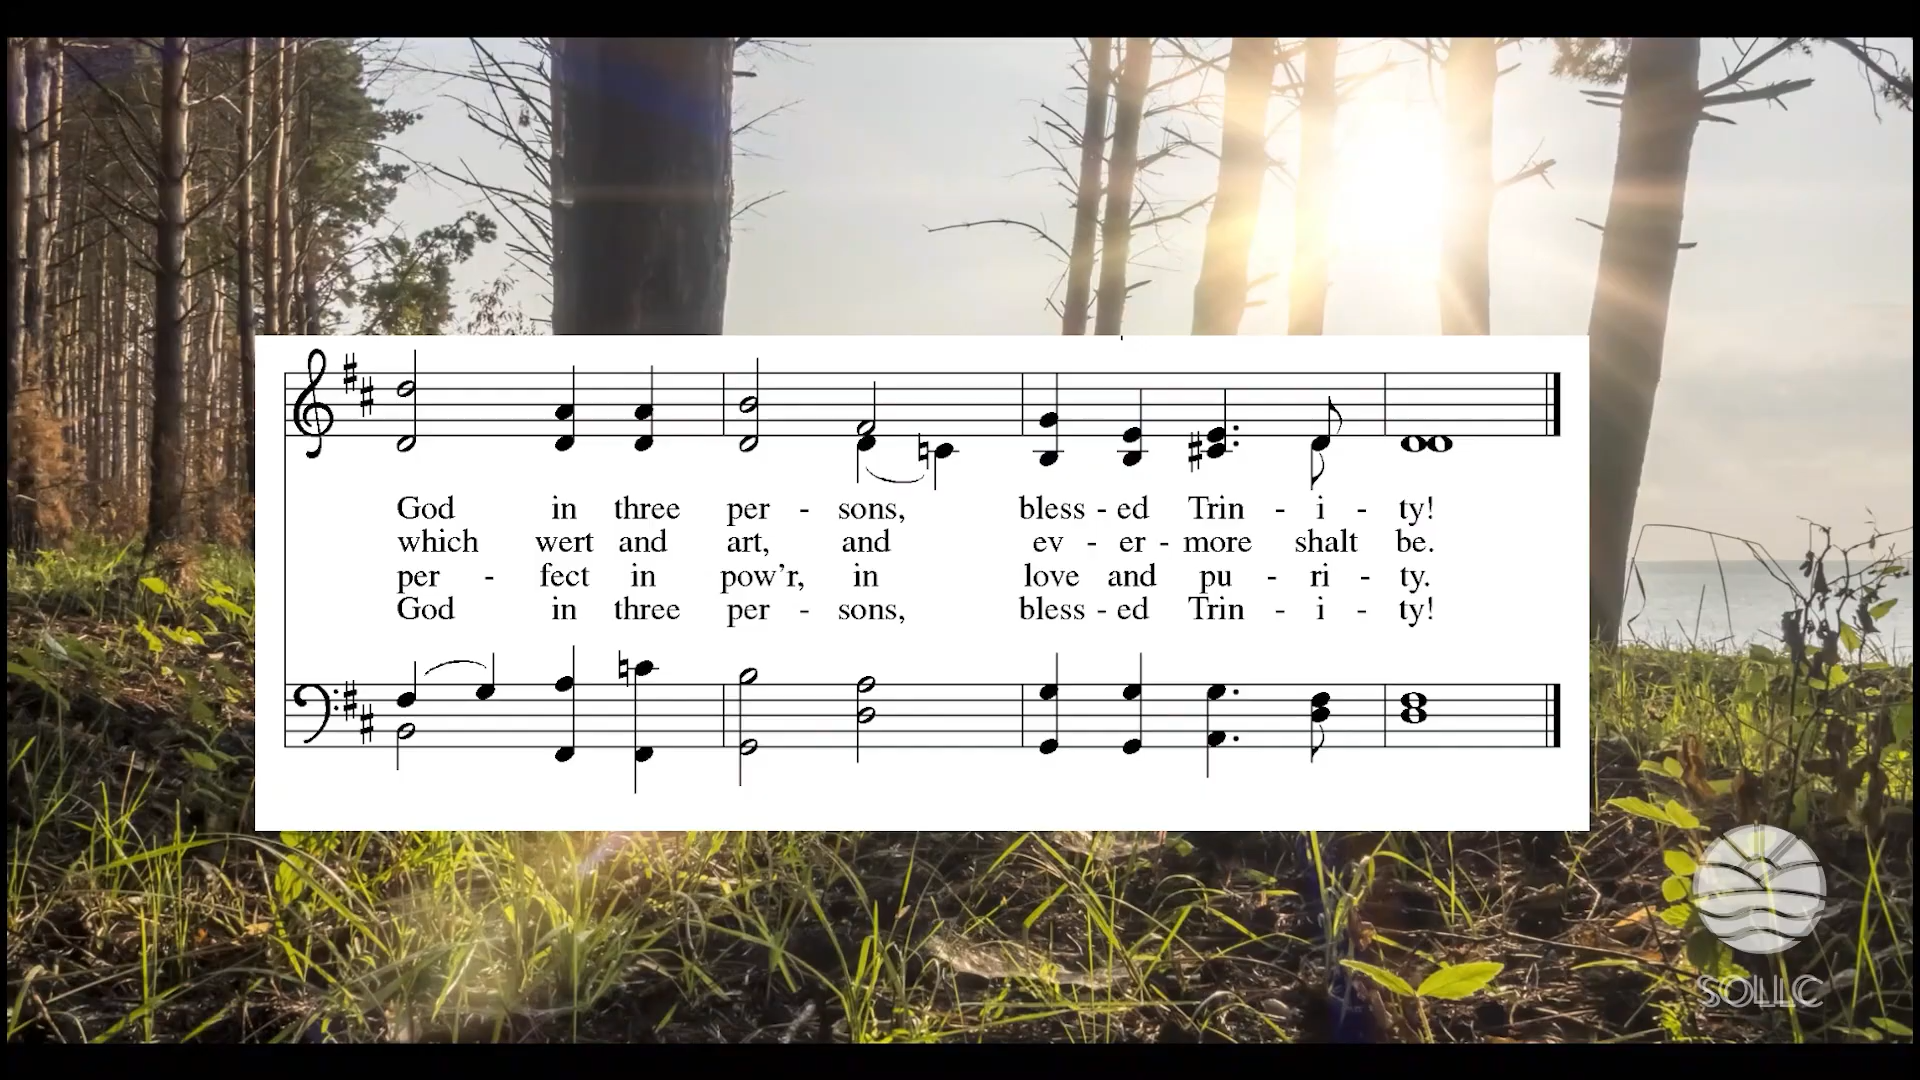 God in three per - sons, bless - ed Trin - i - ty!
which wert and art, and ev - er - more shalt be.
per - fect in pow'r, in love and pu - ri - ty.
God in three per - sons, bless - ed Trin - i - ty!
SOLLC